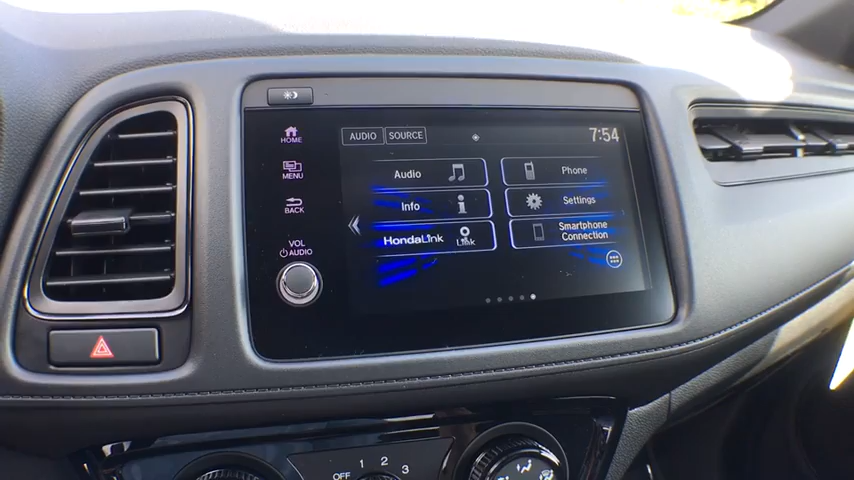 HOME
MENU
BACK
VOL
AUDIO
AUDIO SOURCE
7:54
Audio
Phone
Info
Settings
HondaLink
Link
Smartphone
Connection
OFF 1 2 3